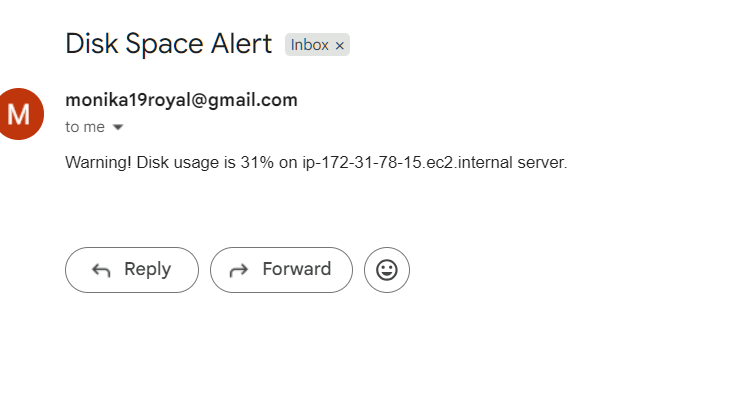 Disk Space Alert Inbox ×
M
monika19royal@gmail.com
to me
Warning! Disk usage is 31% on ip-172-31-78-15.ec2.internal server.
Reply Forward